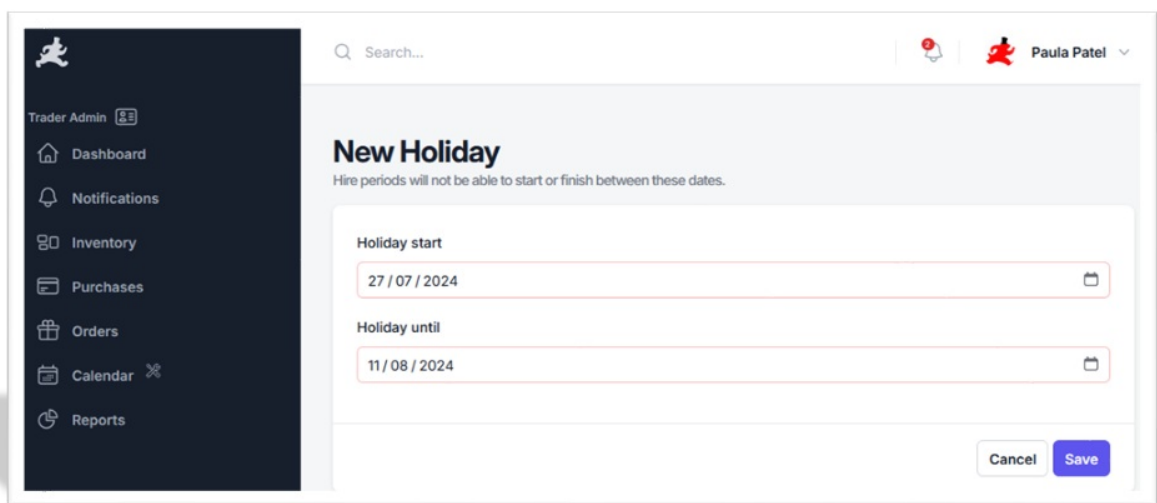 Search...
2
Paula Patel
Trader Admin
Dashboard
Notifications
Inventory
Purchases
Orders
Calendar
Reports
New Holiday
Hire periods will not be able to start or finish between these dates.
Holiday start
27 / 07 / 2024
Holiday until
11 / 08 / 2024
Cancel
Save